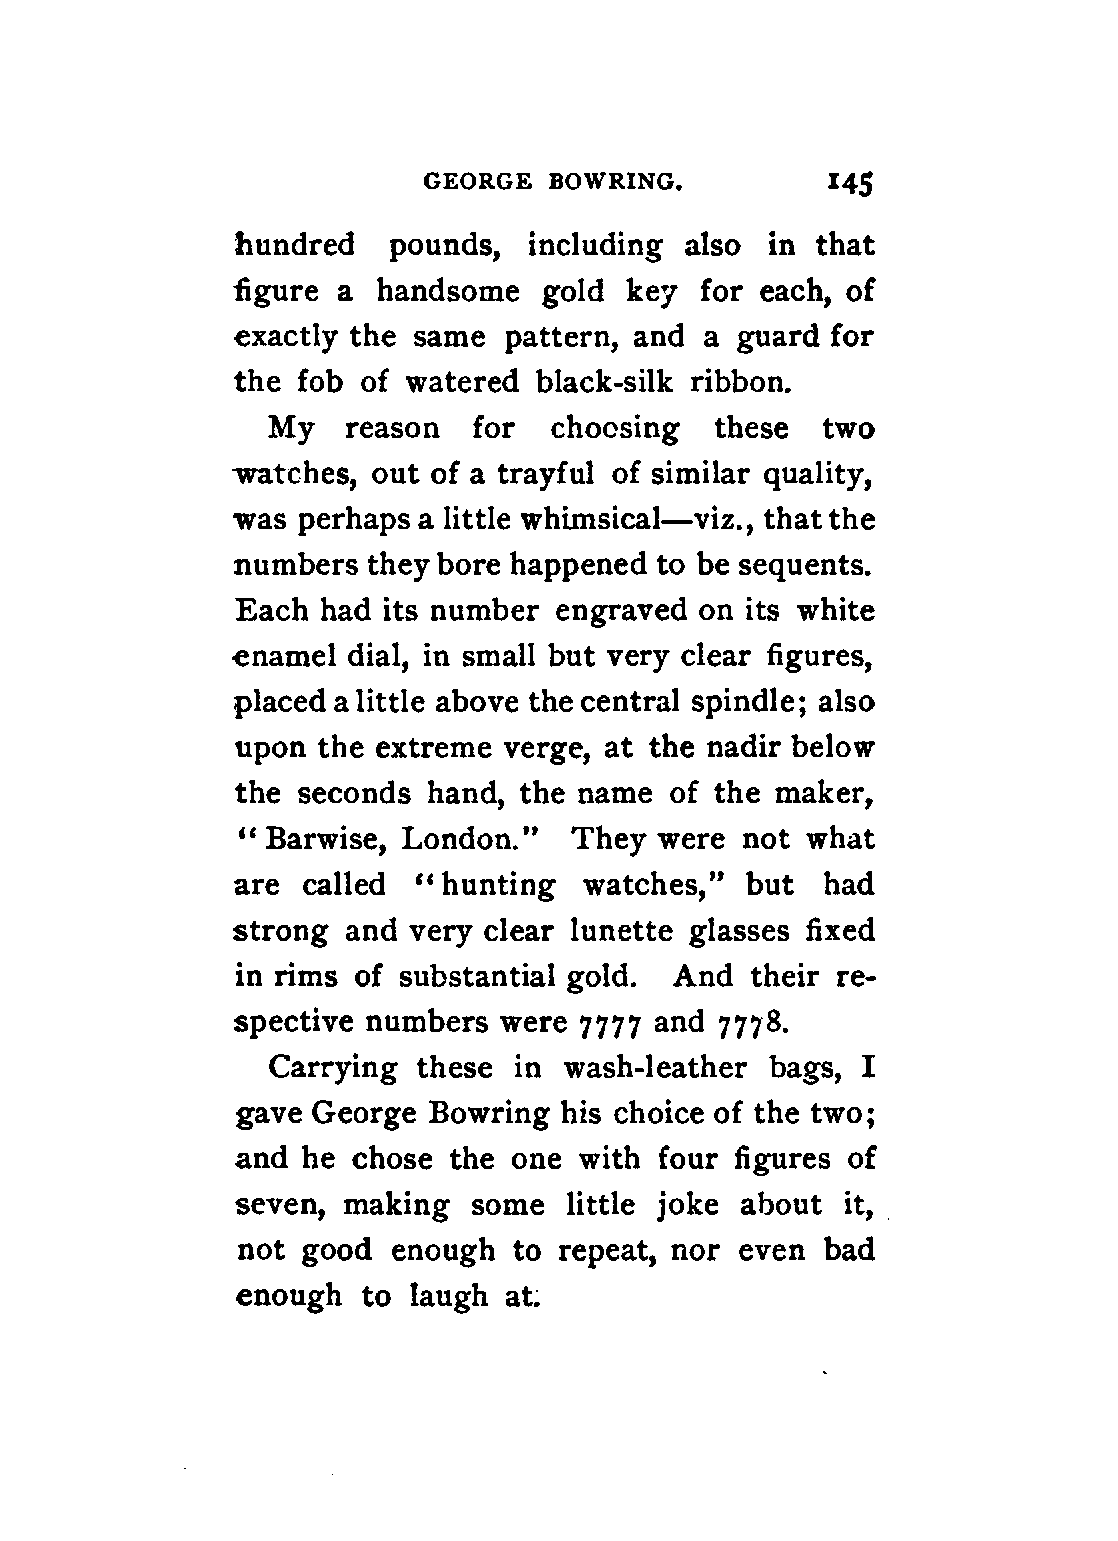 GEORGE BOWRING. 145
hundred pounds, including also in that
figure a handsome gold key for each, of
exactly the same pattern, and a guard for
the fob of watered black-silk ribbon.
My reason for choosing these two
watches, out of a trayful of similar quality,
was perhaps a little whimsical—viz., that the
numbers they bore happened to be sequents.
Each had its number engraved on its white
enamel dial, in small but very clear figures,
placed a little above the central spindle; also
upon the extreme verge, at the nadir below
the seconds hand, the name of the maker,
“Barwise, London.” They were not what
are called “hunting watches,” but had
strong and very clear lunette glasses fixed
in rims of substantial gold. And their re-
spective numbers were 7777 and 7778.
Carrying these in wash-leather bags, I
gave George Bowring his choice of the two;
and he chose the one with four figures of
seven, making some little joke about it,
not good enough to repeat, nor even bad
enough to laugh at.